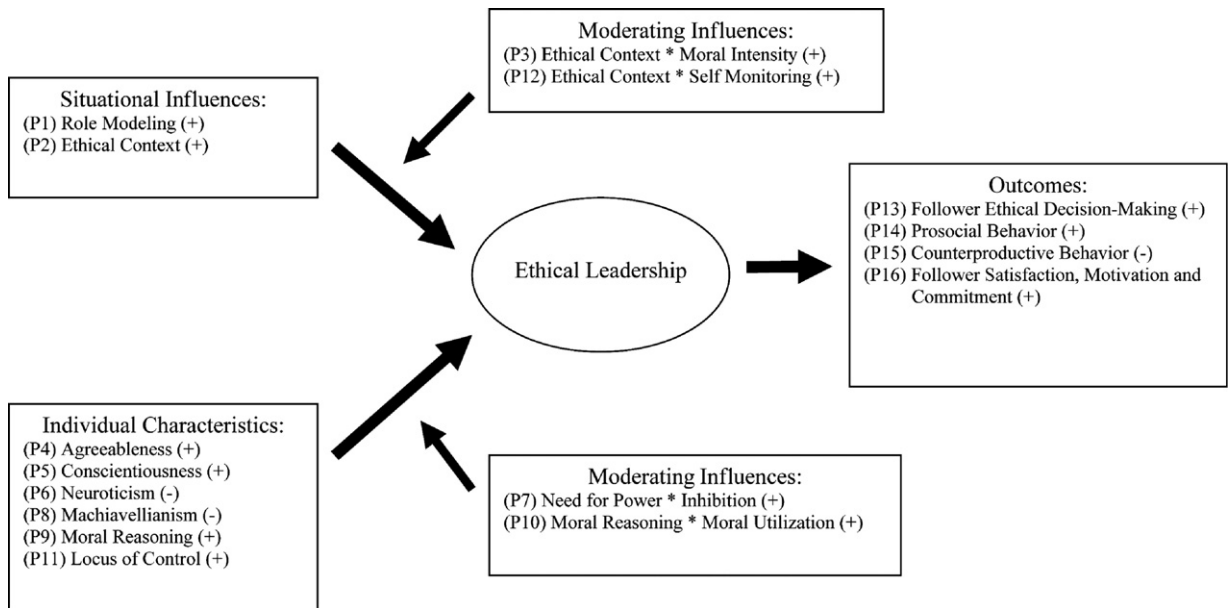 Moderating Influences:
(P3) Ethical Context * Moral Intensity (+)
(P12) Ethical Context * Self Monitoring (+)
Situational Influences:
(P1) Role Modeling (+)
(P2) Ethical Context (+)
Outcomes:
(P13) Follower Ethical Decision-Making (+)
(P14) Prosocial Behavior (+)
(P15) Counterproductive Behavior (-)
(P16) Follower Satisfaction, Motivation and
Commitment (+)
Ethical Leadership
Individual Characteristics:
(P4) Agreeableness (+)
(P5) Conscientiousness (+)
(P6) Neuroticism (-)
(P8) Machiavellianism (-)
(P9) Moral Reasoning (+)
(P11) Locus of Control (+)
Moderating Influences:
(P7) Need for Power * Inhibition (+)
(P10) Moral Reasoning * Moral Utilization (+)